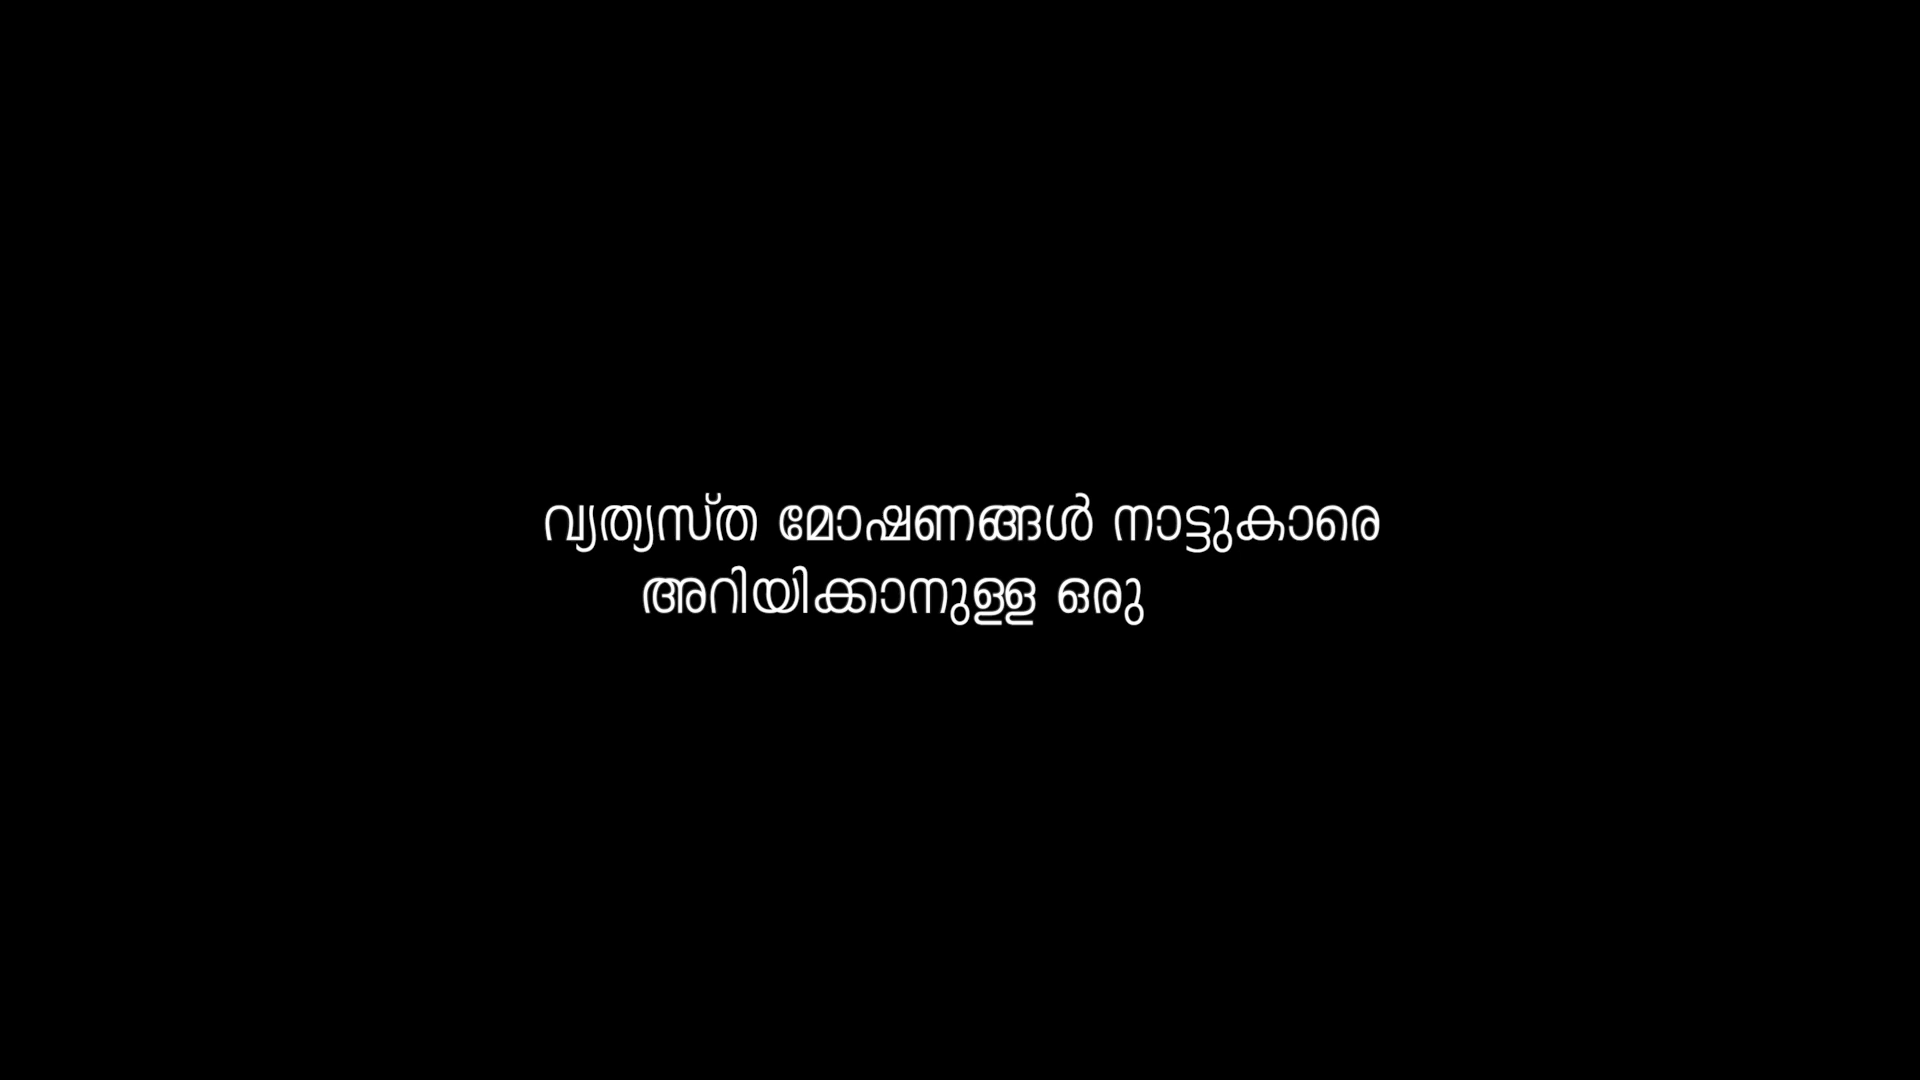 വ്യത്യസ്ത മോഷണങ്ങൾ നാട്ടുകാരെ
അറിയിക്കാനുള്ള ഒരു